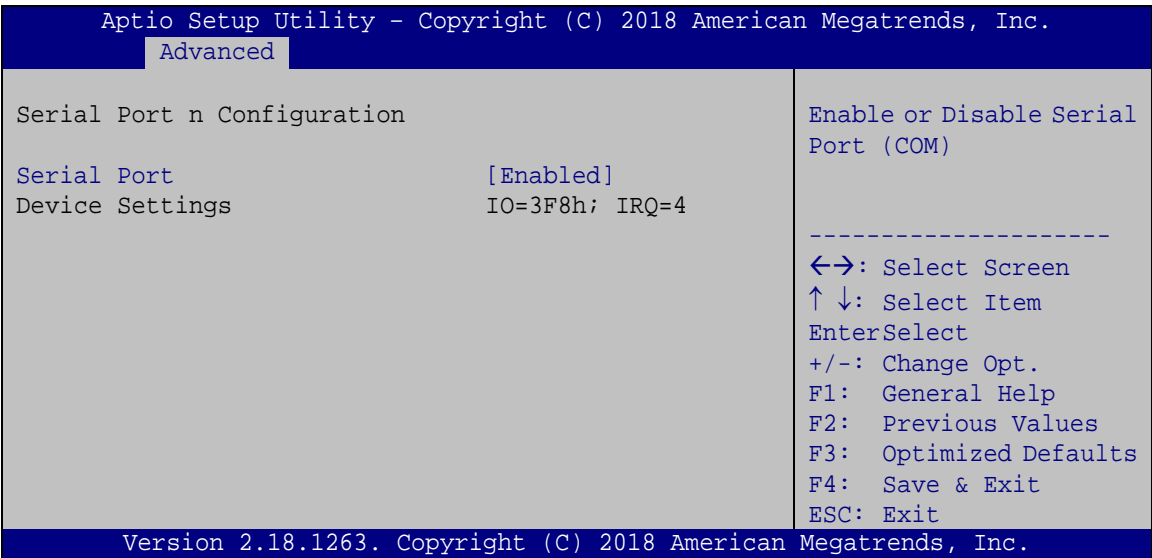 Aptio Setup Utility – Copyright (C) 2018 American Megatrends, Inc.
Advanced
Serial Port n Configuration
Serial Port [Enabled]
Device Settings IO=3F8h; IRQ=4
Enable or Disable Serial
Port (COM)
---------------------
←→: Select Screen
↑ ↓: Select Item
EnterSelect
+/-: Change Opt.
F1: General Help
F2: Previous Values
F3: Optimized Defaults
F4: Save & Exit
ESC: Exit
Version 2.18.1263. Copyright (C) 2018 American Megatrends, Inc.